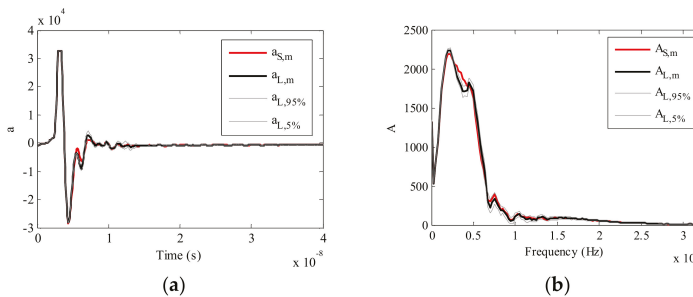 x 10⁴
4
3
2
1
0
-1
-2
-3
a
0
1
2
3
4
Time (s)
x 10⁻⁸
a_S,m
a_L,m
a_L,95%
a_L,5%
(a)
2500
2000
1500
1000
500
0
A
0
0.5
1
1.5
2
2.5
3
Frequency (Hz)
x 10
A_S,m
A_L,m
A_L,95%
A_L,5%
(b)